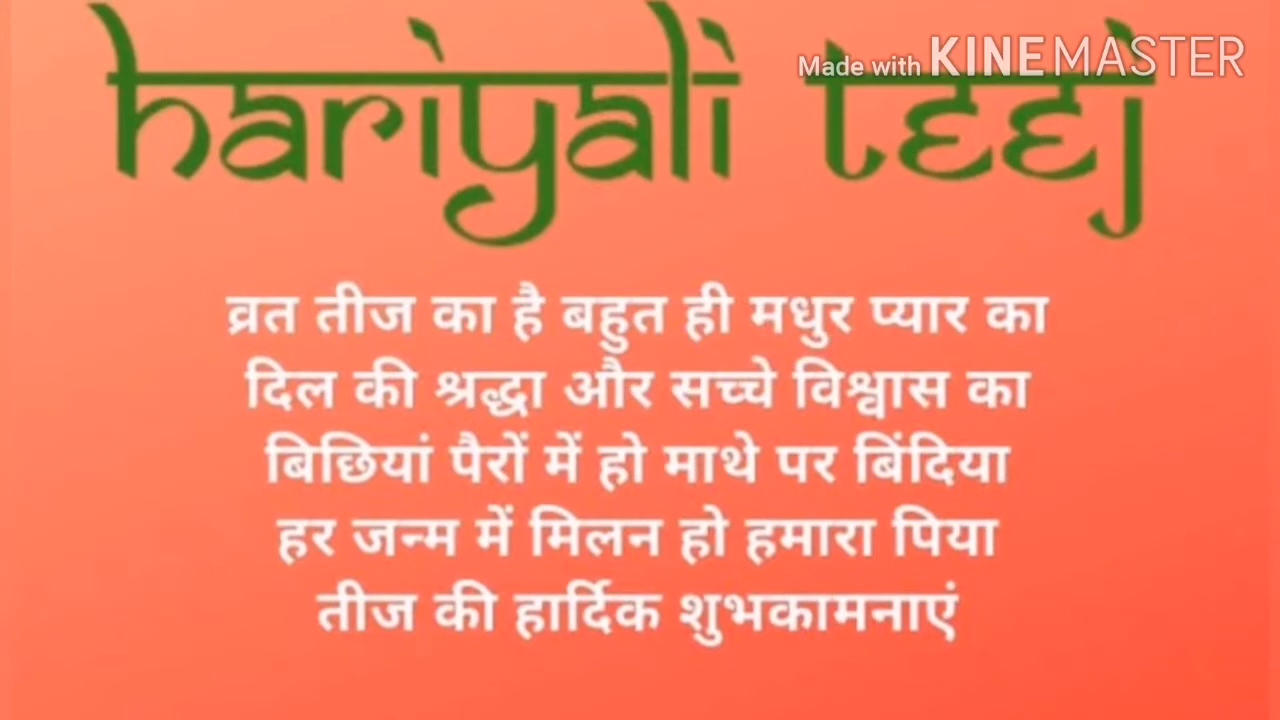 hariyali teej
Made with KINEMASTER
व्रत तीज का है बहुत ही मधुर प्यार का
दिल की श्रद्धा और सच्चे विश्वास का
बिछियां पैरों में हो माथे पर बिंदिया
हर जन्म में मिलन हो हमारा पिया
तीज की हार्दिक शुभकामनाएं